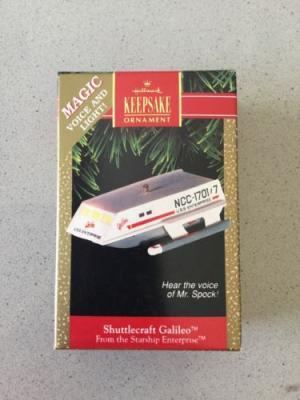 MAGIC
VOICE AND
LIGHT!
Hallmark
KEEPSAKE
ORNAMENT
NCC-1701/7
U.S.S. ENTERPRISE
Galileo
Hear the voice
of Mr. Spock!
Shuttlecraft Galileo™
From the Starship Enterprise™